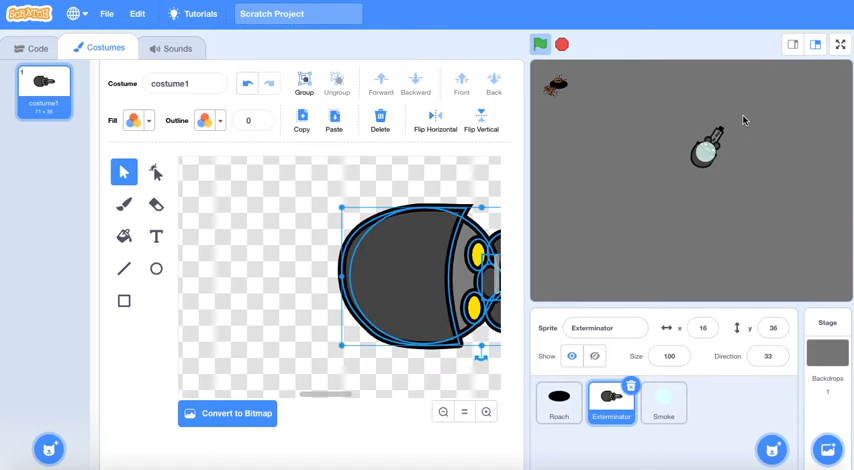 SCRATCH File Edit Tutorials Scratch Project
Code Costumes Sounds
1
costume1
71 x 36
Costume costume1 Group Ungroup Forward Backward Front Back
Fill Outline 0 Copy Paste Delete Flip Horizontal Flip Vertical
T
Convert to Bitmap
Sprite Exterminator x 16 y 36
Show Size 100 Direction 33
Roach Exterminator Smoke
Stage
Backdrops
1